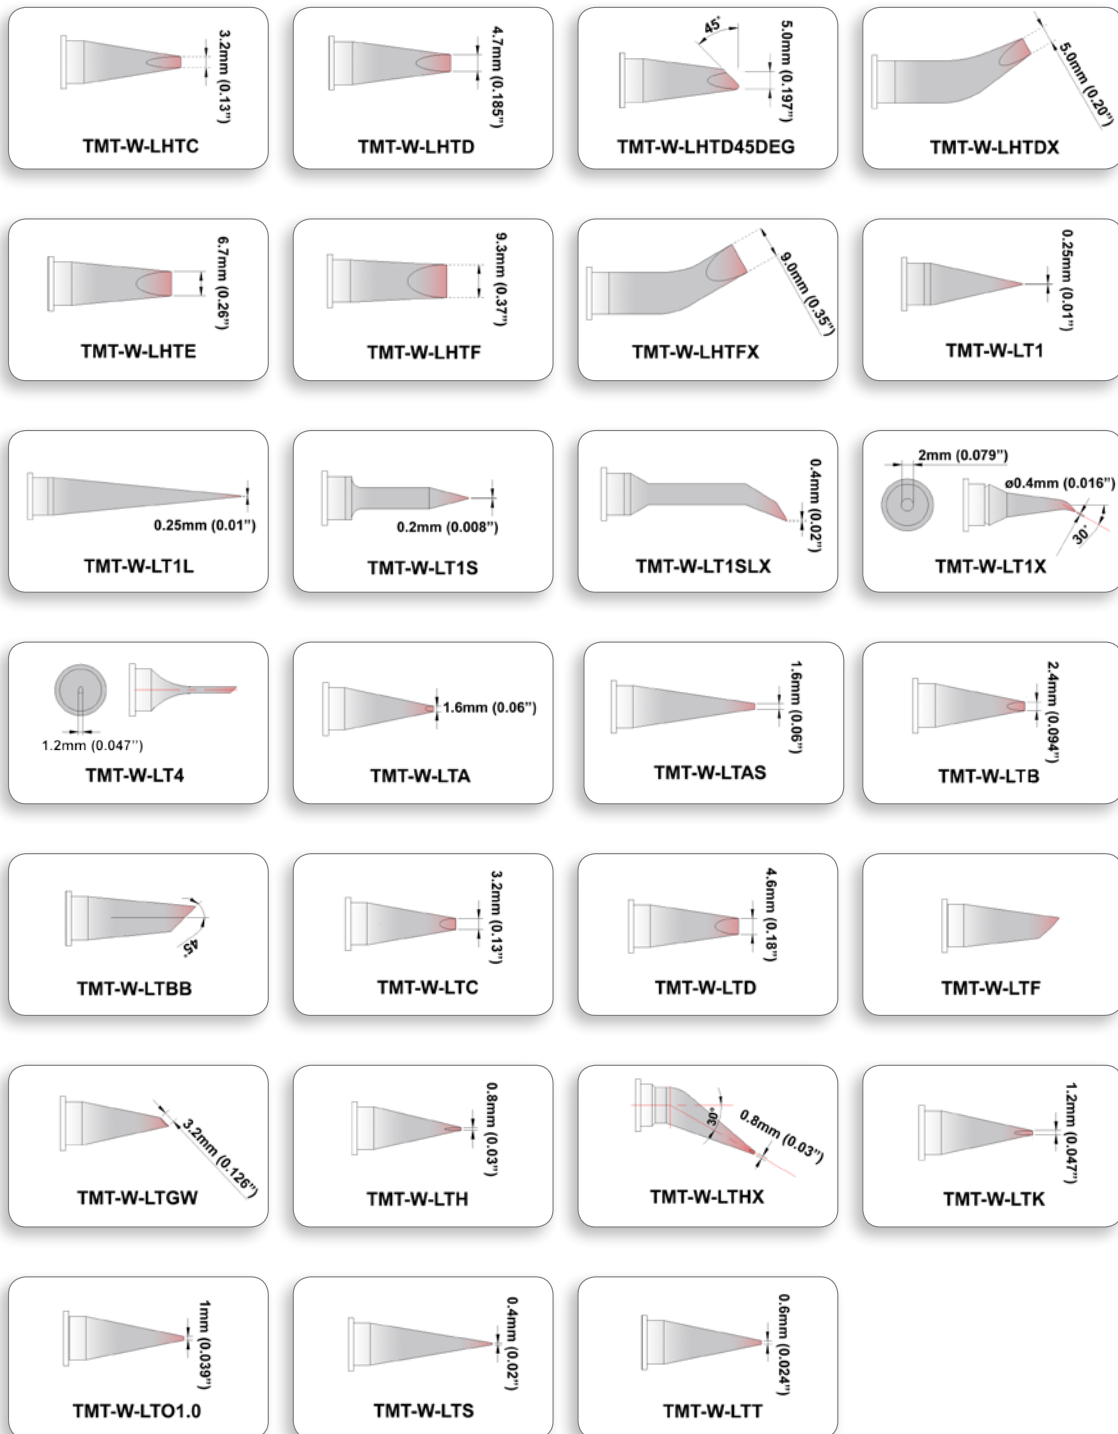 3.2mm (0.13”)
TMT-W-LHTC
4.7mm (0.185”)
TMT-W-LHTD
45°
5.0mm (0.197”)
TMT-W-LHTD45DEG
5.0mm (0.20”)
TMT-W-LHTDX
6.7mm (0.26”)
TMT-W-LHTE
9.3mm (0.37”)
TMT-W-LHTF
9.0mm (0.35”)
TMT-W-LHTFX
0.25mm (0.01”)
TMT-W-LT1
0.25mm (0.01”)
TMT-W-LT1L
0.2mm (0.008”)
TMT-W-LT1S
0.4mm (0.02”)
TMT-W-LT1SLX
2mm (0.079”)
ø0.4mm (0.016”)
30°
TMT-W-LT1X
1.2mm (0.047”)
TMT-W-LT4
1.6mm (0.06”)
TMT-W-LTA
1.6mm (0.06”)
TMT-W-LTAS
2.4mm (0.094”)
TMT-W-LTB
45°
TMT-W-LTBB
3.2mm (0.13”)
TMT-W-LTC
4.6mm (0.18”)
TMT-W-LTD
TMT-W-LTF
3.2mm (0.126”)
TMT-W-LTGW
0.8mm (0.03”)
TMT-W-LTH
30°
0.8mm (0.03”)
TMT-W-LTHX
1.2mm (0.047”)
TMT-W-LTK
1mm (0.039”)
TMT-W-LTO1.0
0.4mm (0.02”)
TMT-W-LTS
0.6mm (0.024”)
TMT-W-LTT